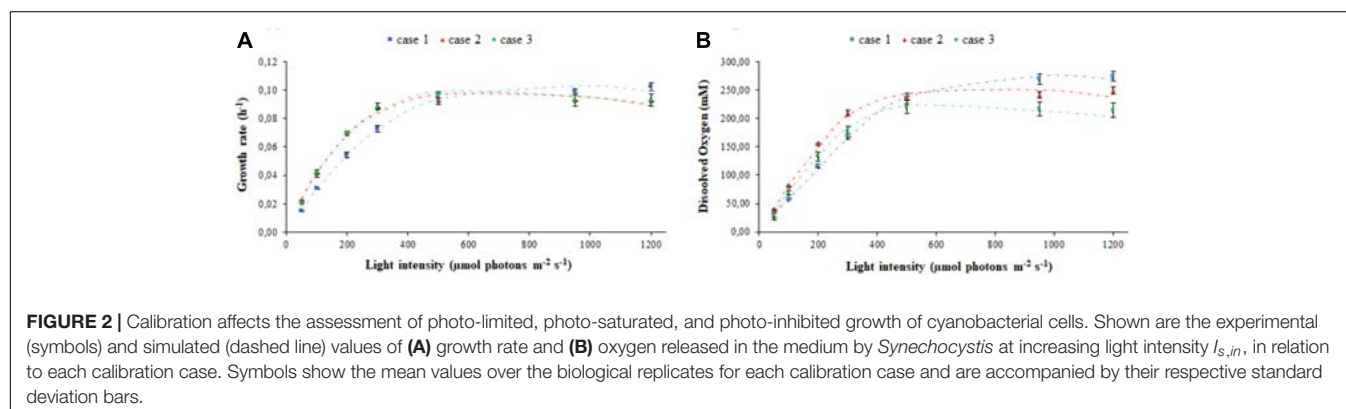 A
case 1 case 2 case 3
0,12
0,10
0,08
0,06
0,04
0,02
0,00
Growth rate (h-1)
0 200 400 600 800 1000 1200
Light intensity (µmol photons m-2 s-1)
B
case 1 case 2 case 3
300,00
250,00
200,00
150,00
100,00
50,00
0,00
Disoolved Oxygen (mM)
0 200 400 600 800 1000 1200
Light intensity (µmol photons m-2 s-1)
FIGURE 2 | Calibration affects the assessment of photo-limited, photo-saturated, and photo-inhibited growth of cyanobacterial cells. Shown are the experimental
(symbols) and simulated (dashed line) values of (A) growth rate and (B) oxygen released in the medium by Synechocystis at increasing light intensity Is,in, in relation
to each calibration case. Symbols show the mean values over the biological replicates for each calibration case and are accompanied by their respective standard
deviation bars.